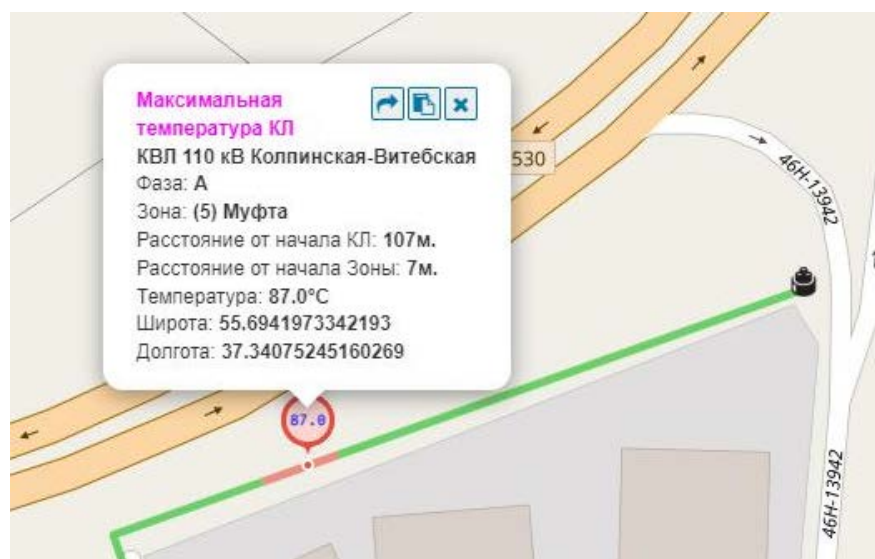 Максимальная
температура КЛ
КВЛ 110 кВ Колпинская-Витебская
530
Фаза: А
Зона: (5) Муфта
Расстояние от начала КЛ: 107м.
Расстояние от начала Зоны: 7м.
Температура: 87.0°C
Широта: 55.6941973342193
Долгота: 37.34075245160269
87.0
46Н-13942
46Н-13942